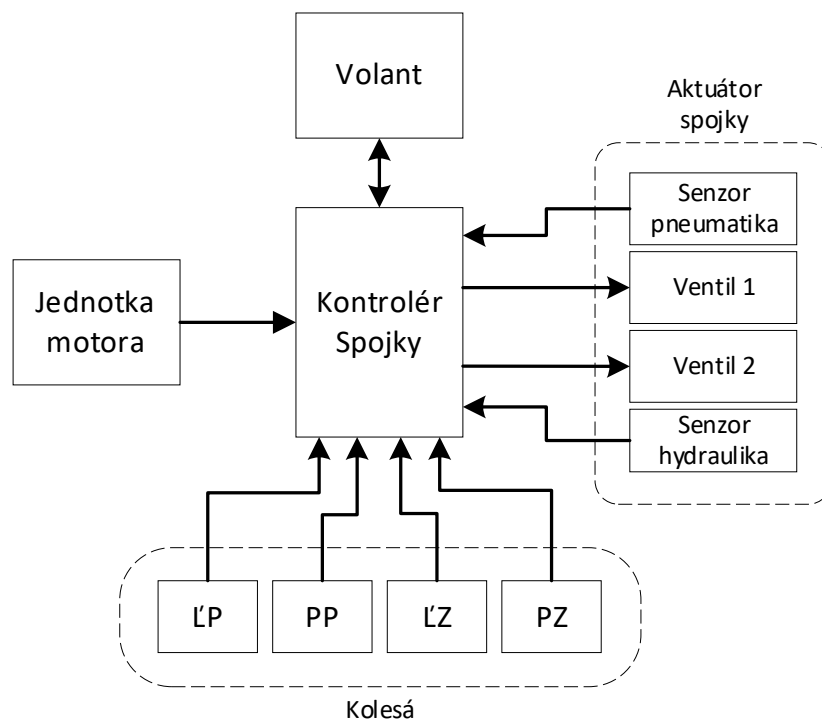 Volant
Aktuátor
spojky
Senzor
pneumatika
Jednotka
motora
Kontrolér
Spojky
Ventil 1
Ventil 2
Senzor
hydraulika
ĽP
PP
ĽZ
PZ
Kolesá